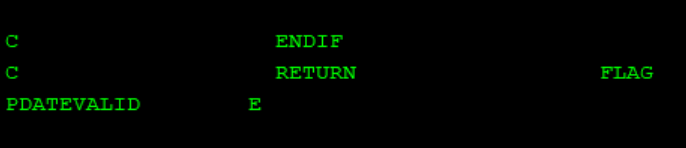 C                   ENDIF
C                   RETURN                  FLAG
PDATEVALID        E